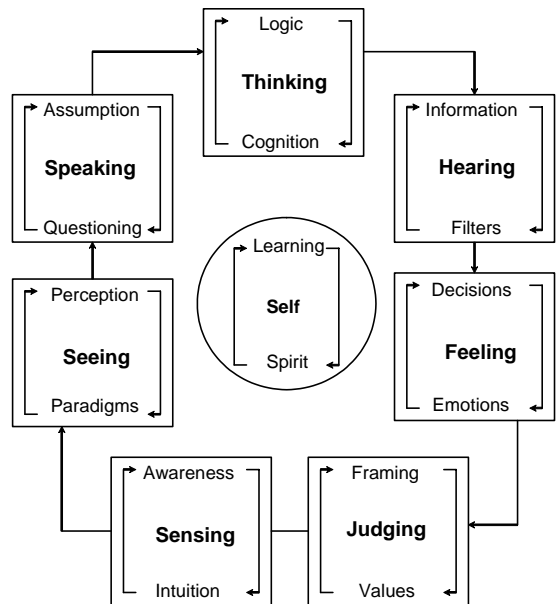 Logic
Thinking
Cognition
Assumption
Speaking
Questioning
Information
Hearing
Filters
Learning
Self
Spirit
Perception
Seeing
Paradigms
Decisions
Feeling
Emotions
Awareness
Sensing
Intuition
Framing
Judging
Values